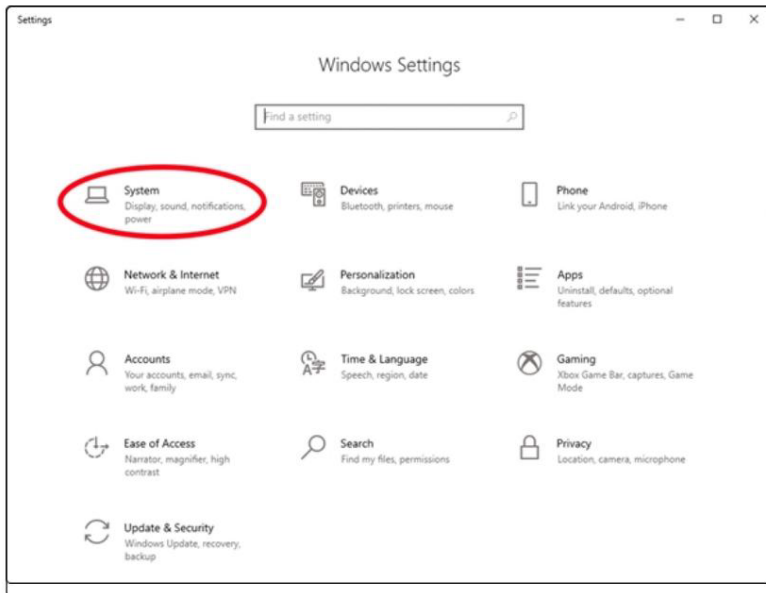 Settings
Windows Settings
Find a setting
System
Display, sound, notifications,
power
Devices
Bluetooth, printers, mouse
Phone
Link your Android, iPhone
Network & Internet
Wi-Fi, airplane mode, VPN
Personalization
Background, lock screen, colors
Apps
Uninstall, defaults, optional
features
Accounts
Your accounts, email, sync,
work, family
Time & Language
Speech, region, date
Gaming
Xbox Game Bar, captures, Game
Mode
Ease of Access
Narrator, magnifier, high
contrast
Search
Find my files, permissions
Privacy
Location, camera, microphone
Update & Security
Windows Update, recovery,
backup